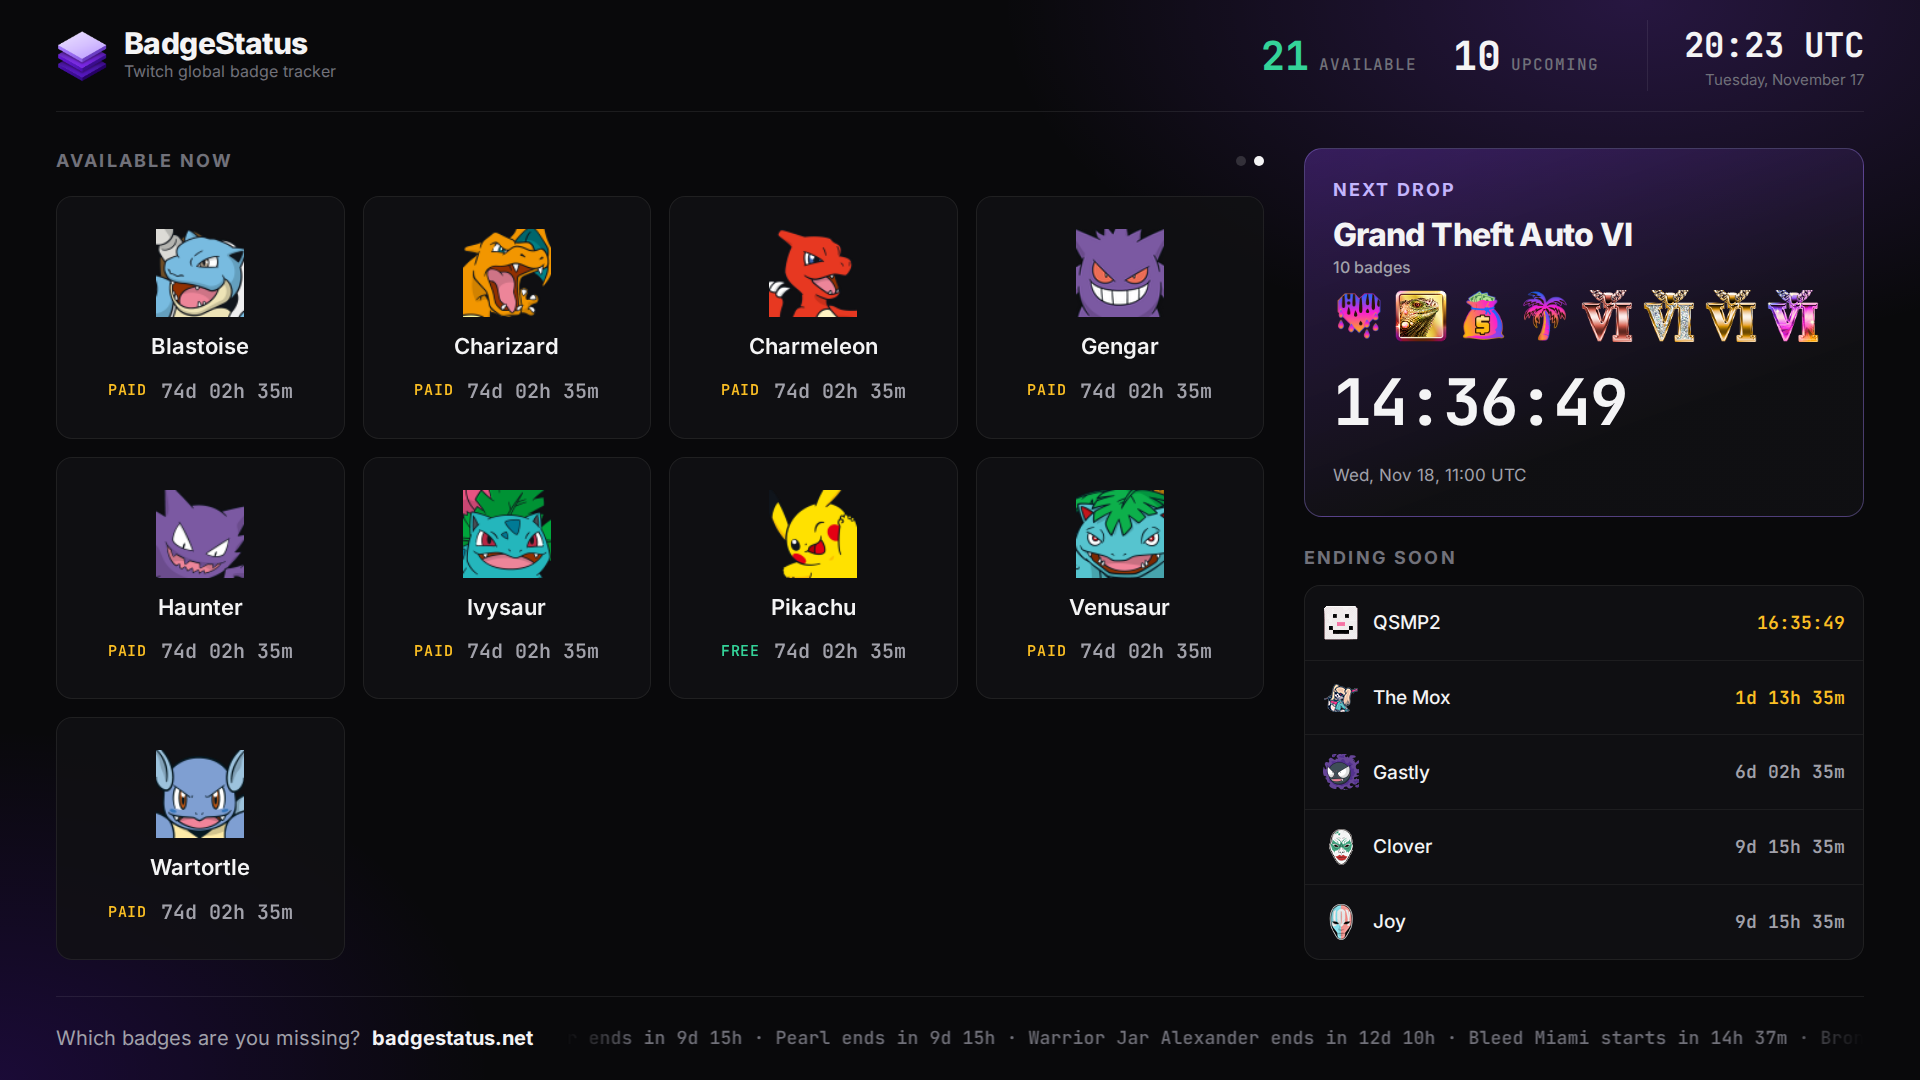 BadgeStatus
Twitch global badge tracker
21 AVAILABLE
10 UPCOMING
20:23 UTC
Tuesday, November 17
AVAILABLE NOW
Blastoise
PAID 74d 02h 35m
Charizard
PAID 74d 02h 35m
Charmeleon
PAID 74d 02h 35m
Gengar
PAID 74d 02h 35m
Haunter
PAID 74d 02h 35m
Ivysaur
PAID 74d 02h 35m
Pikachu
FREE 74d 02h 35m
Venusaur
PAID 74d 02h 35m
Wartortle
PAID 74d 02h 35m
NEXT DROP
Grand Theft Auto VI
10 badges
VI VI VI VI
14:36:49
Wed, Nov 18, 11:00 UTC
ENDING SOON
QSMP2 16:35:49
The Mox 1d 13h 35m
Gastly 6d 02h 35m
Clover 9d 15h 35m
Joy 9d 15h 35m
Which badges are you missing? badgestatus.net
ends in 9d 15h · Pearl ends in 9d 15h · Warrior Jar Alexander ends in 12d 10h · Bleed Miami starts in 14h 37m ·